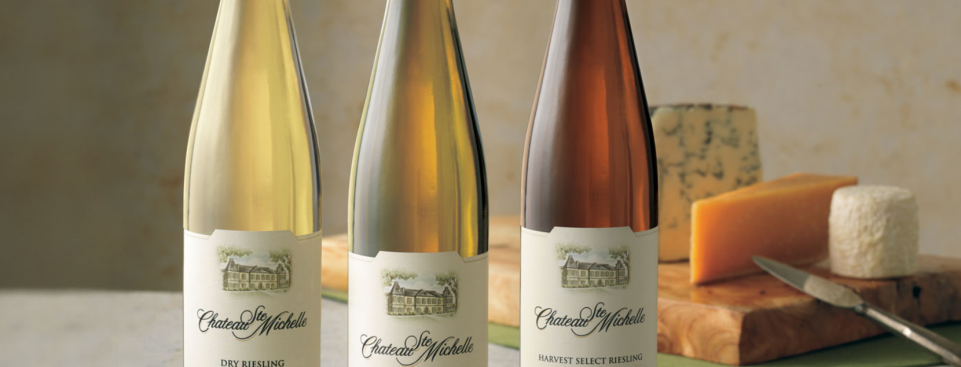 Chateau Ste Michelle
DRY RIESLING
Chateau Ste Michelle
Chateau Ste Michelle
HARVEST SELECT RIESLING